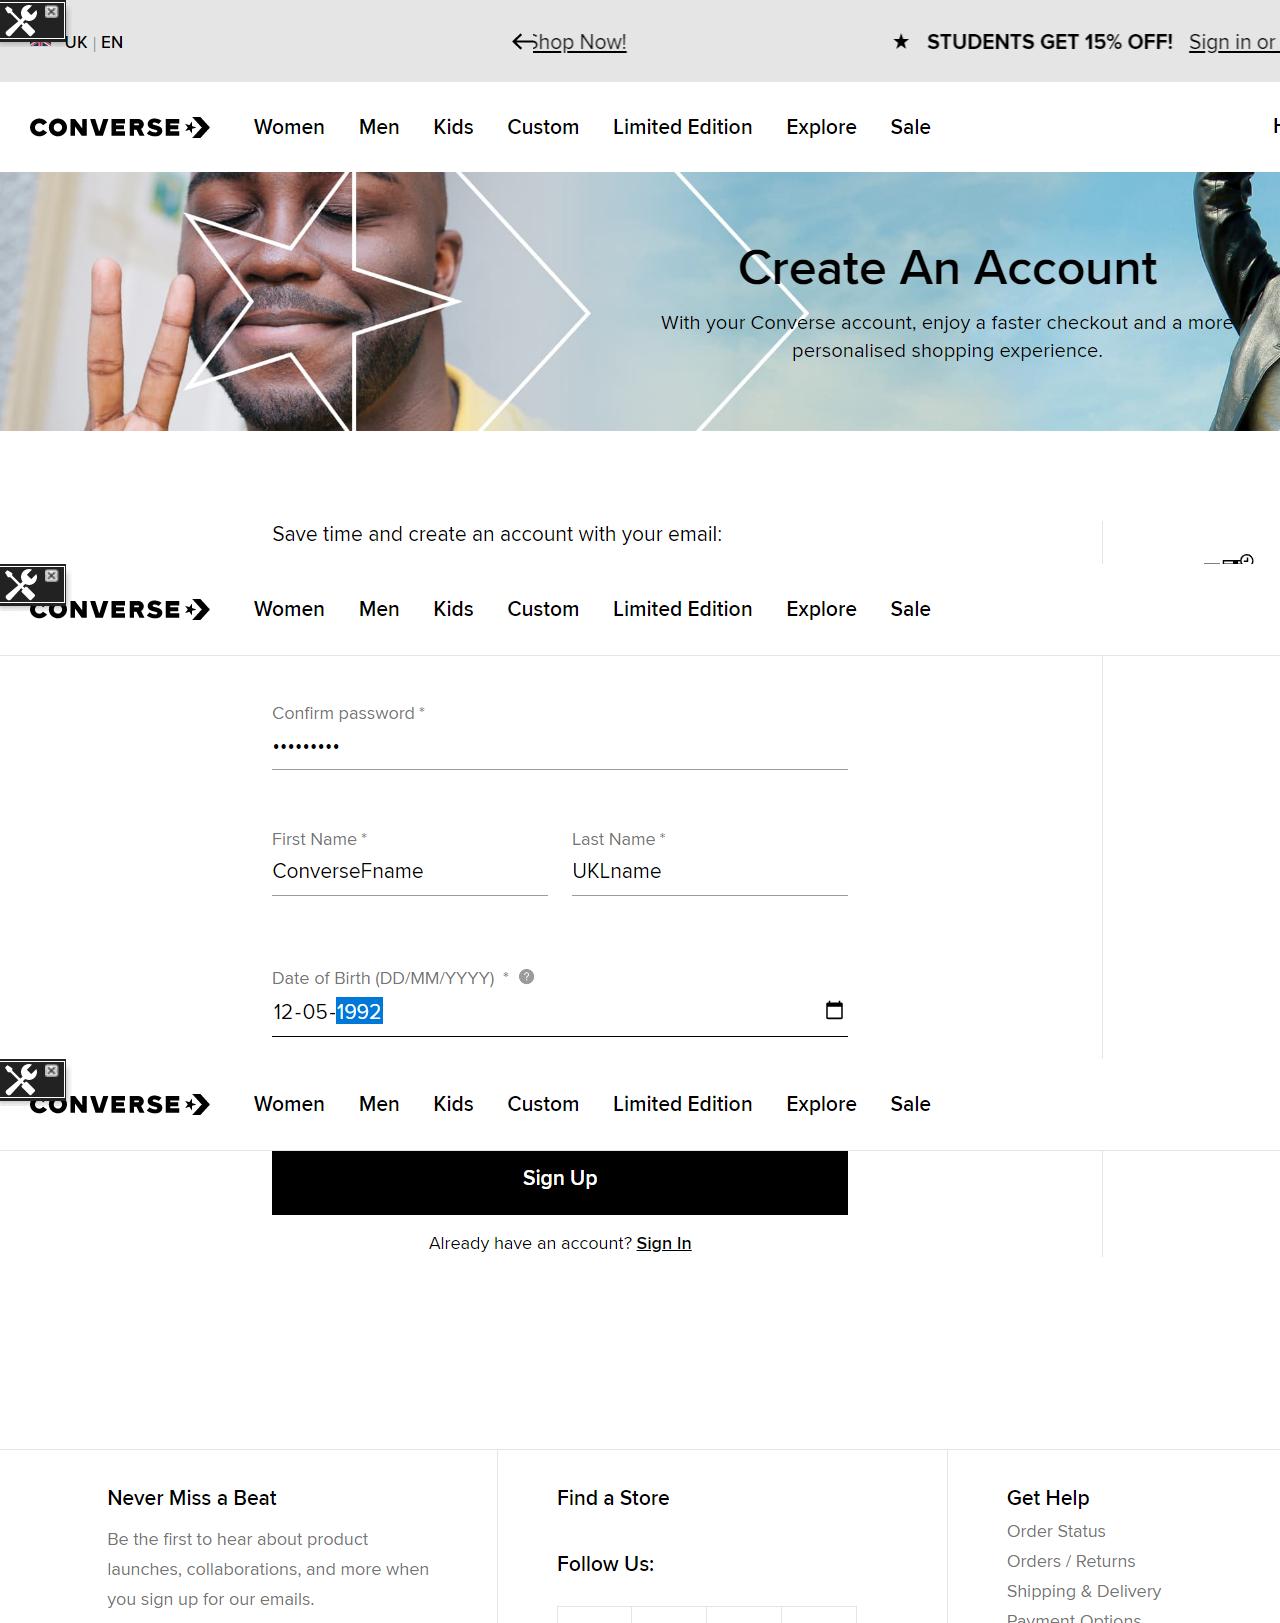 UK | EN
Shop Now!
★ STUDENTS GET 15% OFF! Sign in or
CONVERSE Women Men Kids Custom Limited Edition Explore Sale
Create An Account
With your Converse account, enjoy a faster checkout and a more
personalised shopping experience.
Save time and create an account with your email:
CONVERSE Women Men Kids Custom Limited Edition Explore Sale
Confirm password *
•••••••••
First Name * Last Name *
ConverseFname UKLname
Date of Birth (DD/MM/YYYY) * ?
12-05-1992
CONVERSE Women Men Kids Custom Limited Edition Explore Sale
Sign Up
Already have an account? Sign In
Never Miss a Beat
Be the first to hear about product
launches, collaborations, and more when
you sign up for our emails.
Find a Store
Follow Us:
Get Help
Order Status
Orders / Returns
Shipping & Delivery
Payment Options